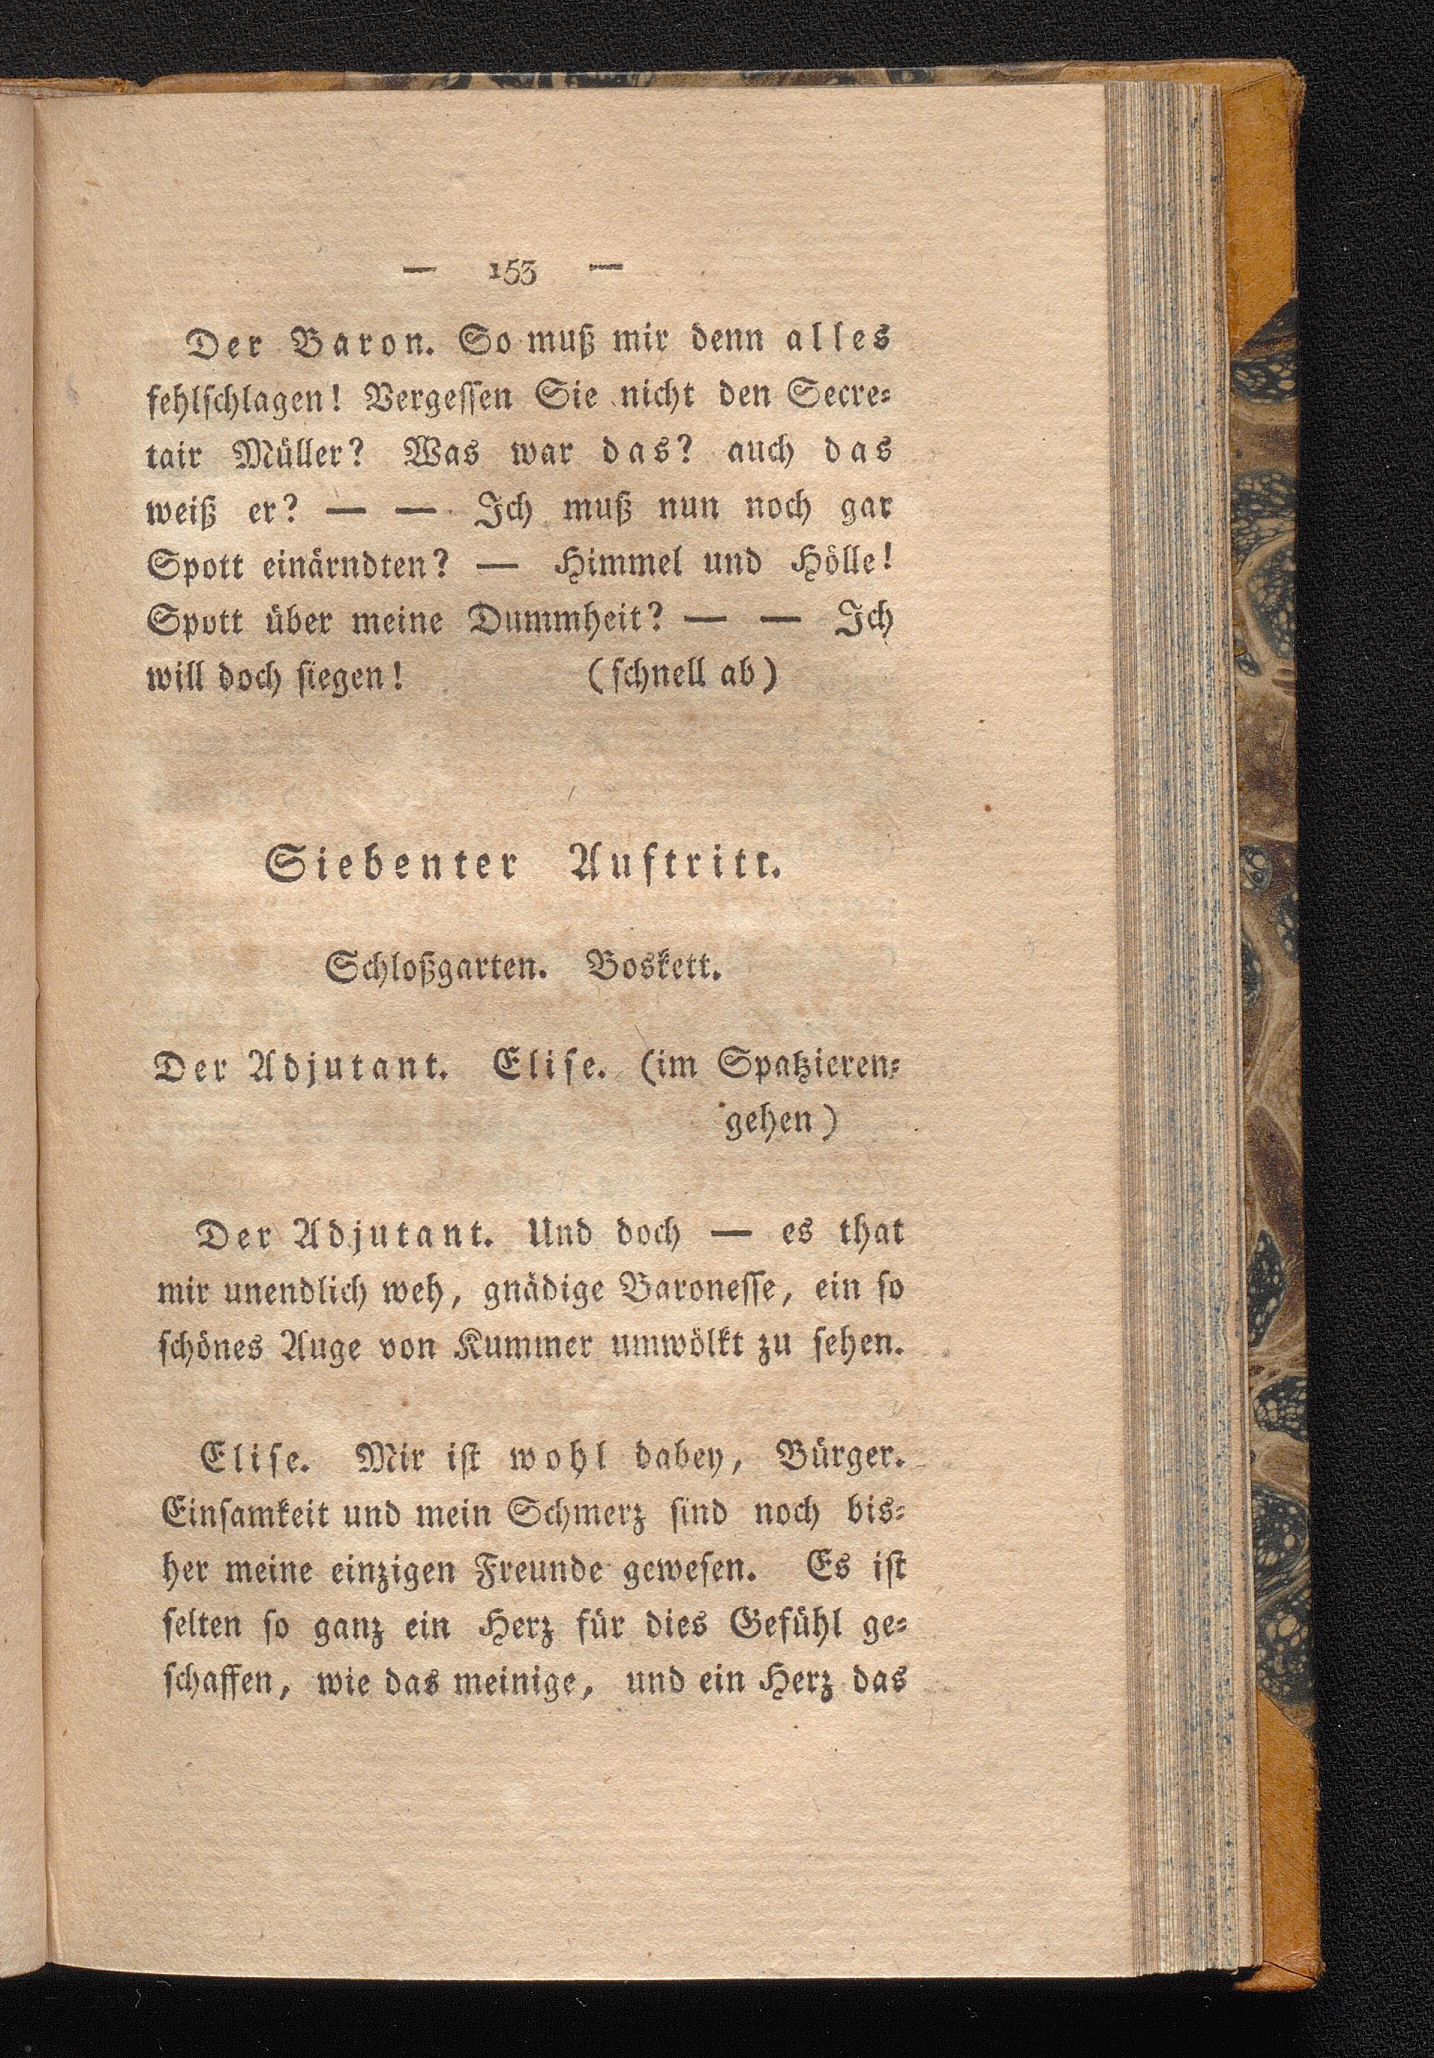 — 153 —
Der Baron. So muß mir denn alles
fehlschlagen! Vergessen Sie nicht den Secre-
tair Müller? Was war das? auch das
weiß er? — — Ich muß nun noch gar
Spott einärndten? — Himmel und Hölle!
Spott über meine Dummheit? — — Ich
will doch siegen! (schnell ab)
Siebenter Auftritt.
Schloßgarten. Boskett.
Der Adjutant. Elise. (im Spatzieren-
gehen)
Der Adjutant. Und doch — es that
mir unendlich weh, gnädige Baronesse, ein so
schönes Auge von Kummer umwölkt zu sehen.
Elise. Mir ist wohl dabey, Bürger.
Einsamkeit und mein Schmerz sind noch bis-
her meine einzigen Freunde gewesen. Es ist
selten so ganz ein Herz für dies Gefühl ge-
schaffen, wie das meinige, und ein Herz das